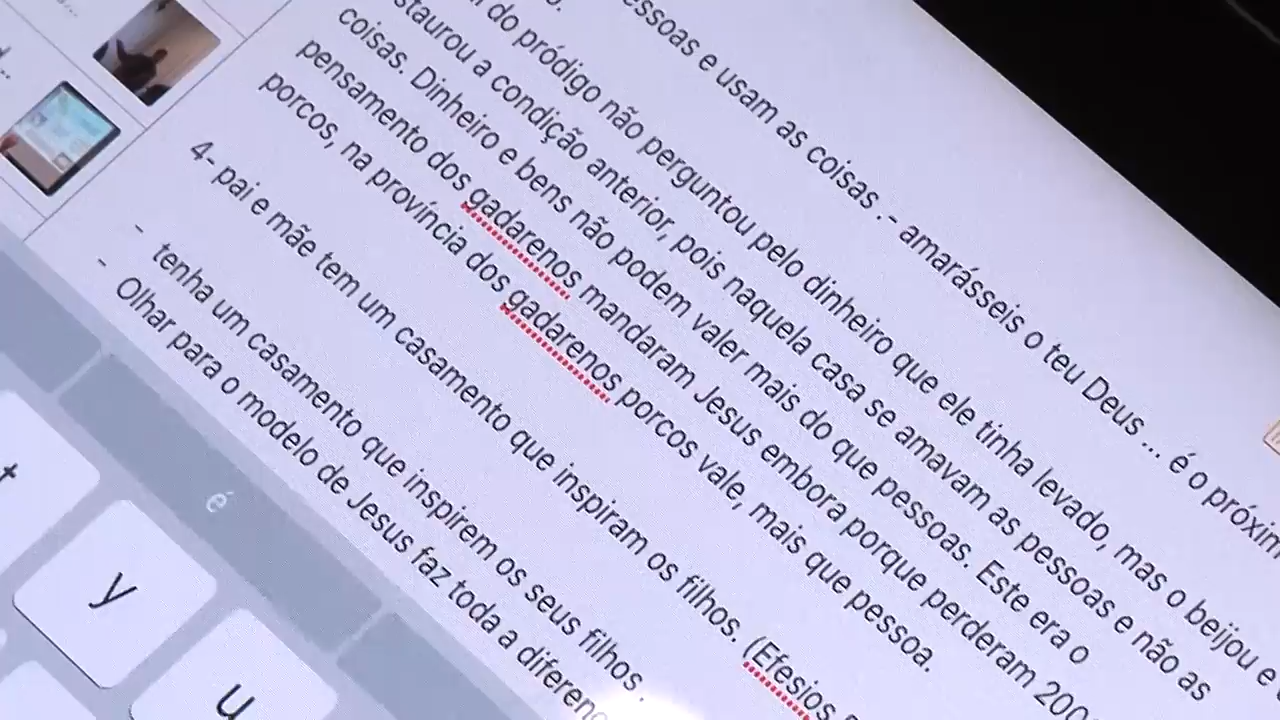 essoas e usam as coisas .- amarásseis o teu Deus ... é o próxim
do pródigo não perguntou pelo dinheiro que ele tinha levado, mas o beijou e
staurou a condição anterior, pois naquela casa se amavam as pessoas e não as
coisas. Dinheiro e bens não podem valer mais do que pessoas. Este era o
pensamento dos gadarenos mandaram Jesus embora porque perderam 200
porcos, na província dos gadarenos porcos vale, mais que pessoa.
4- pai e mãe tem um casamento que inspiram os filhos. (Efesios
- tenha um casamento que inspirem os seus filhos .
- Olhar para o modelo de Jesus faz toda a diferen
é
t
y
u